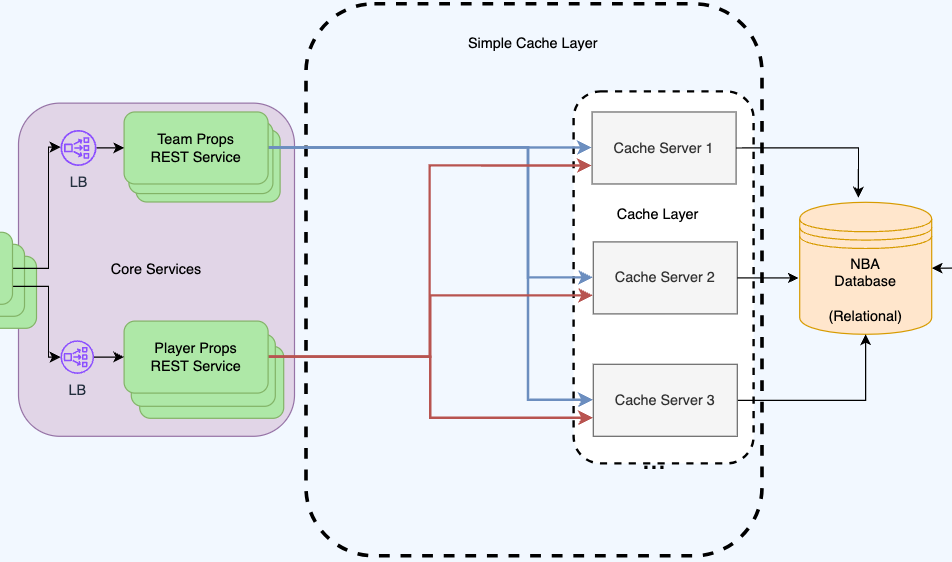 Simple Cache Layer
Team Props
REST Service
LB
Core Services
Player Props
REST Service
LB
Cache Server 1
Cache Layer
Cache Server 2
Cache Server 3
...
NBA
Database
(Relational)